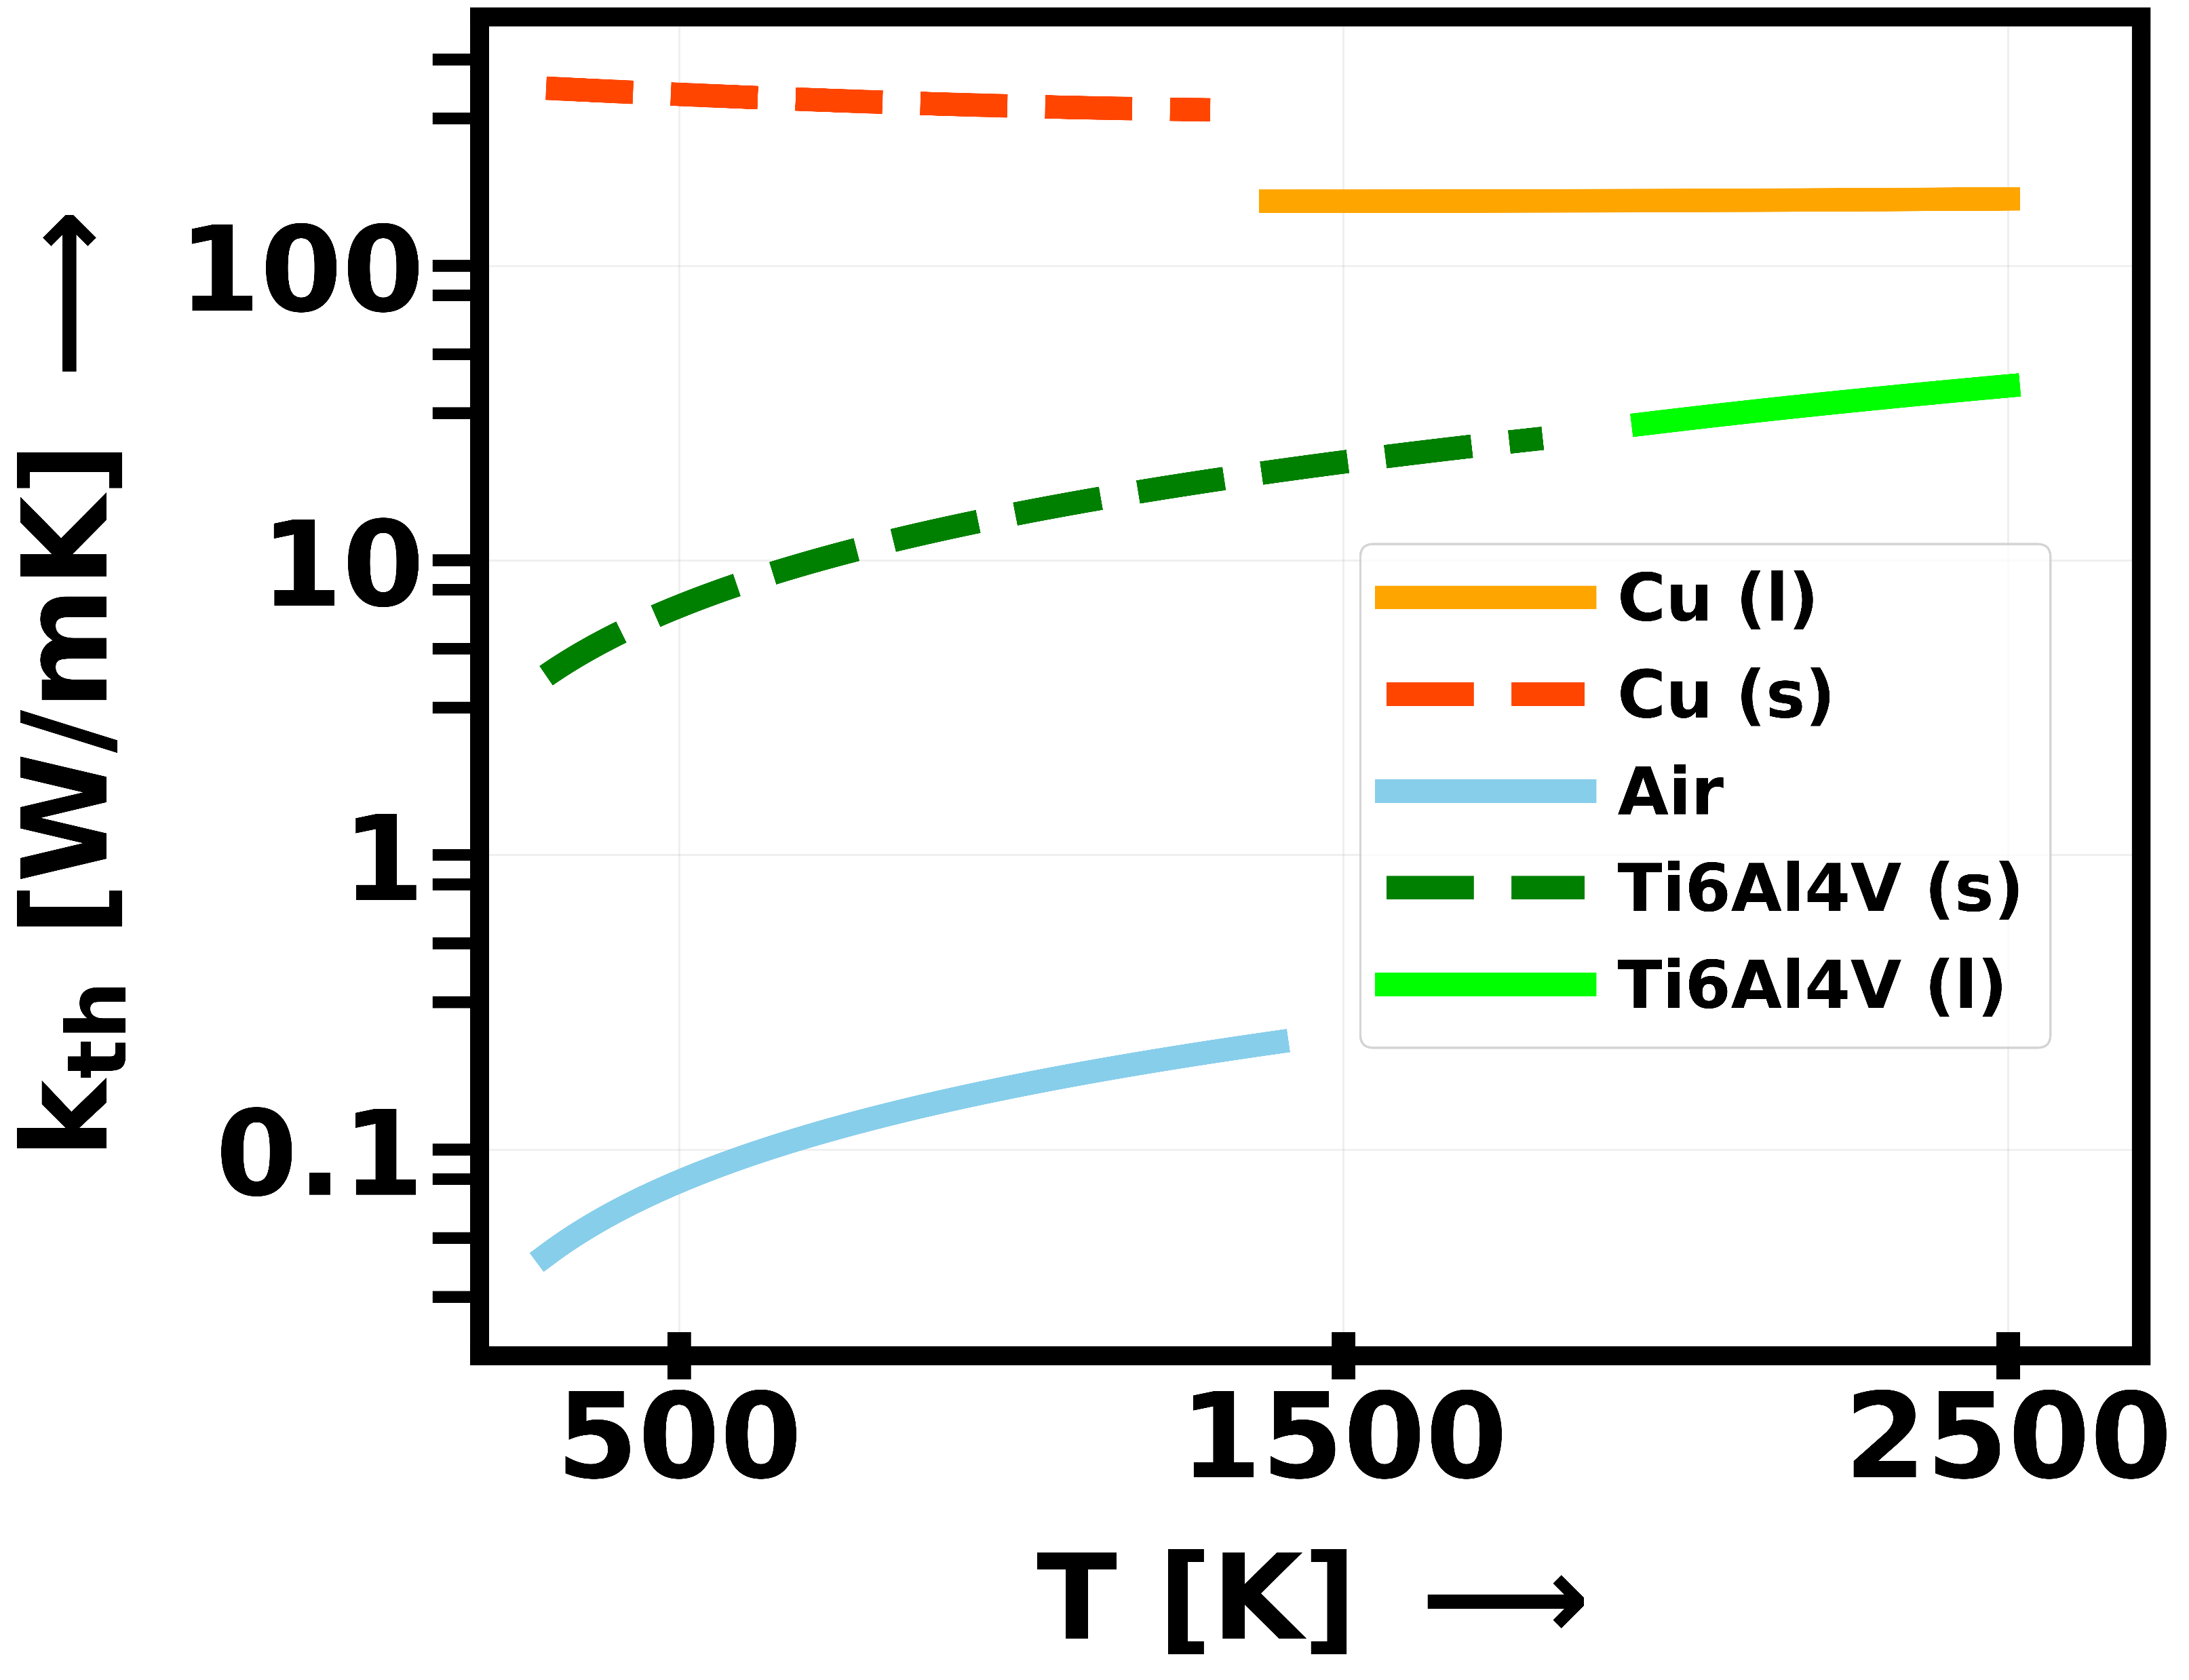 K_th [W/mK] ⟶
100
10
1
0.1
Cu (l)
Cu (s)
Air
Ti6Al4V (s)
Ti6Al4V (l)
500 1500 2500
T [K] ⟶